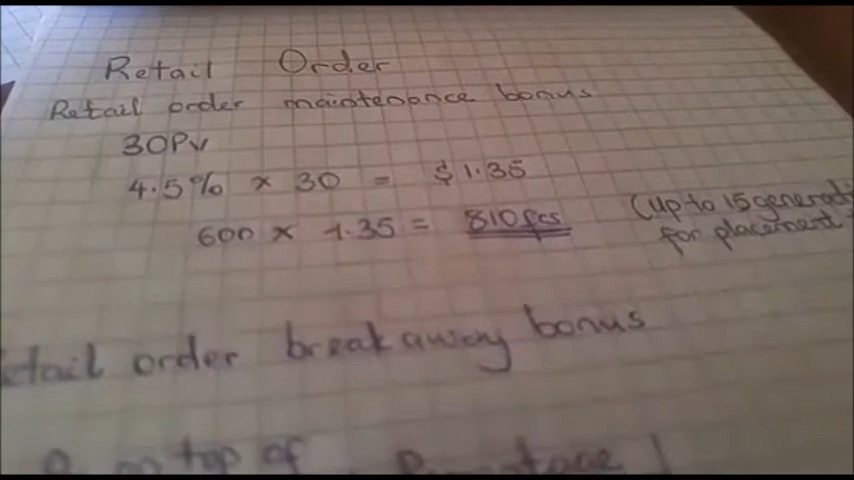 Retail Order
Retail order maintenance bonus
30PV
4.5% x 30 = $1.35
600 x 1.35 = 810fcs (up to 15 generati
for placement
etail order breakaway bonus
on top of